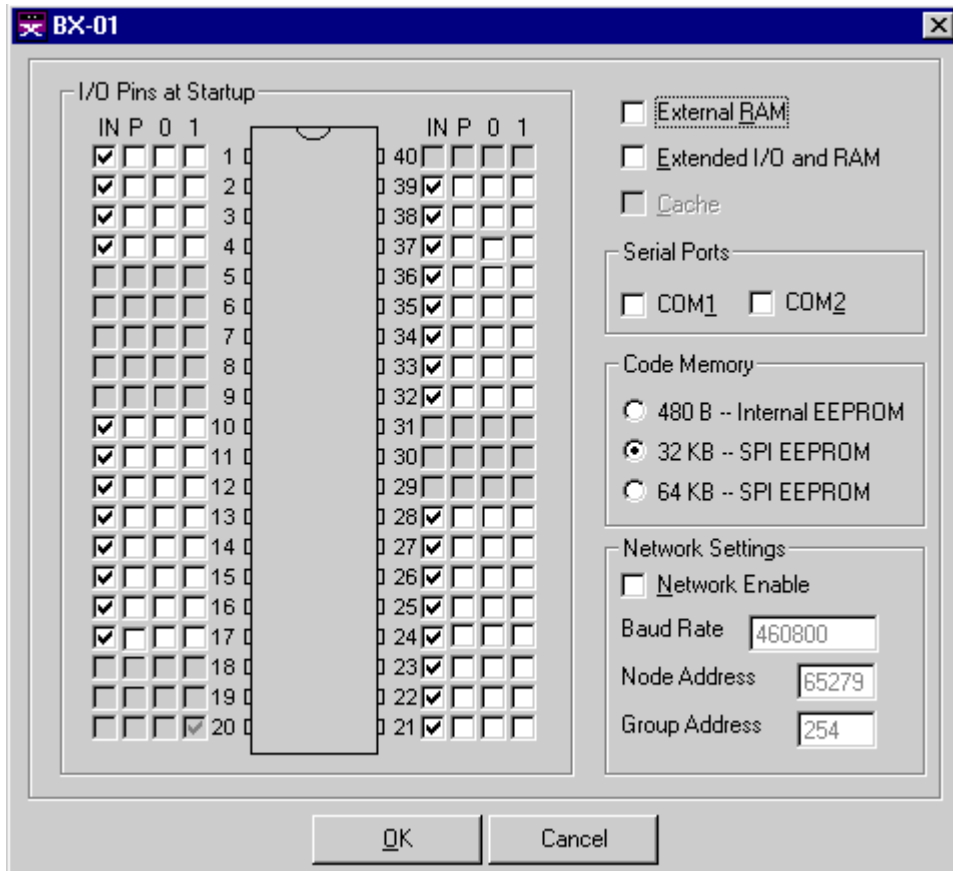 BX-01
I/O Pins at Startup
IN P 0 1 IN P 0 1
1 40
2 39
3 38
4 37
5 36
6 35
7 34
8 33
9 32
10 31
11 30
12 29
13 28
14 27
15 26
16 25
17 24
18 23
19 22
20 21
External RAM
Extended I/O and RAM
Cache
Serial Ports
COM1 COM2
Code Memory
480 B -- Internal EEPROM
32 KB -- SPI EEPROM
64 KB -- SPI EEPROM
Network Settings
Network Enable
Baud Rate 460800
Node Address 65279
Group Address 254
OK Cancel